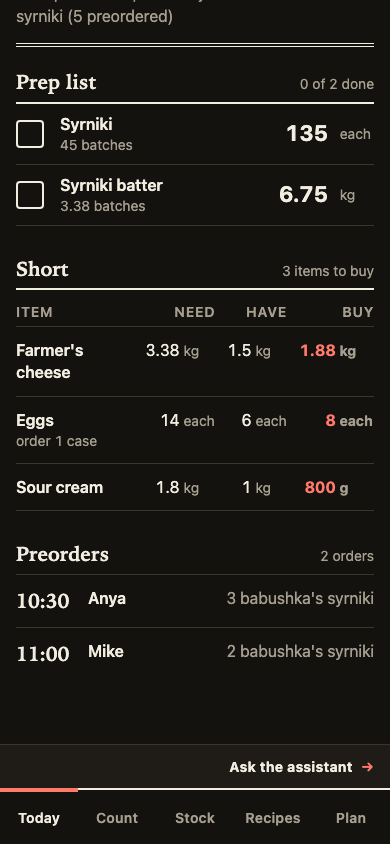 syrniki (5 preordered)
Prep list 0 of 2 done
Syrniki 135 each
45 batches
Syrniki batter 6.75 kg
3.38 batches
Short 3 items to buy
ITEM NEED HAVE BUY
Farmer's 3.38 kg 1.5 kg 1.88 kg
cheese
Eggs 14 each 6 each 8 each
order 1 case
Sour cream 1.8 kg 1 kg 800 g
Preorders 2 orders
10:30 Anya 3 babushka's syrniki
11:00 Mike 2 babushka's syrniki
Ask the assistant →
Today Count Stock Recipes Plan